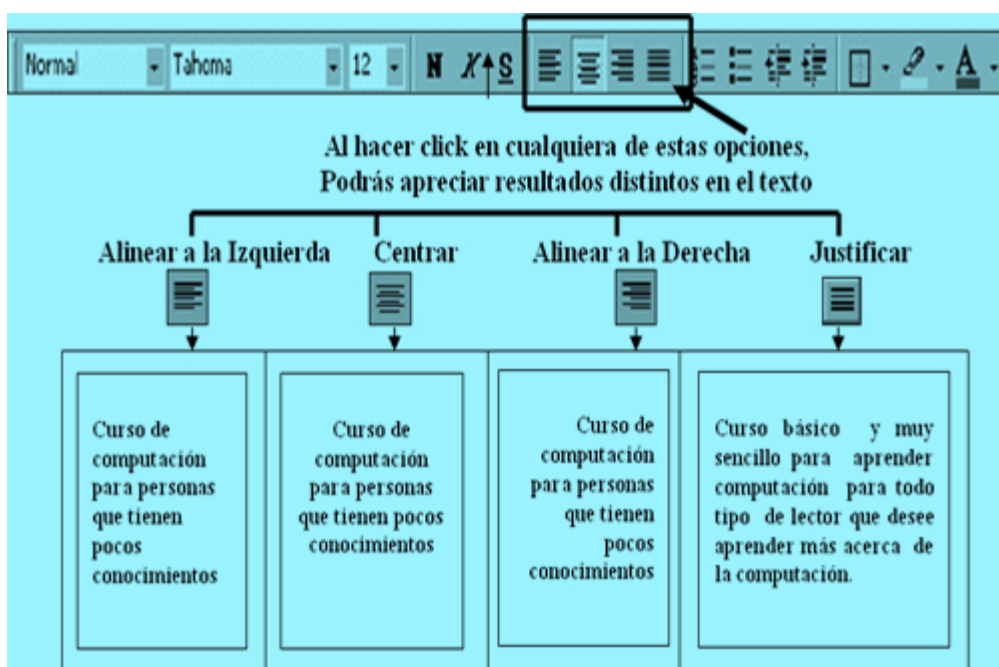 Normal Tahoma 12 N K S A
Al hacer click en cualquiera de estas opciones,
Podrás apreciar resultados distintos en el texto
Alinear a la Izquierda Centrar Alinear a la Derecha Justificar
Curso de
computación
para personas
que tienen
pocos
conocimientos
Curso de
computación
para personas
que tienen pocos
conocimientos
Curso de
computación
para personas
que tienen
pocos
conocimientos
Curso básico y muy
sencillo para aprender
computación para todo
tipo de lector que desee
aprender más acerca de
la computación.